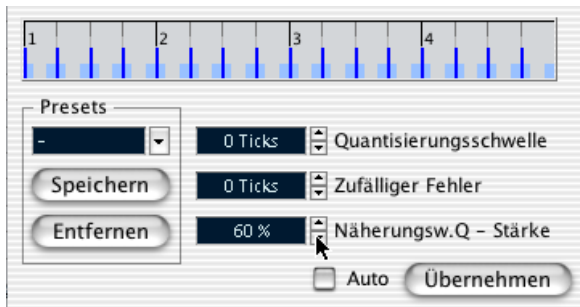 1 2 3 4
Presets
-
0 Ticks Quantisierungsschwelle
Speichern
0 Ticks Zufälliger Fehler
Entfernen
60 % Näherungsw.Q - Stärke
Auto Übernehmen